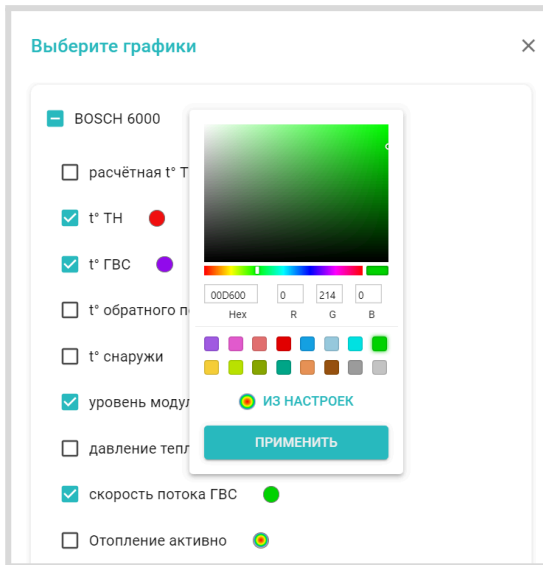 Выберите графики
BOSCH 6000
расчётная t° Т
t° ТН
t° ГВС
t° обратного п
t° снаружи
уровень модул
давление тепл
скорость потока ГВС
Отопление активно
00D600 0 214 0
Hex R G B
ИЗ НАСТРОЕК
ПРИМЕНИТЬ